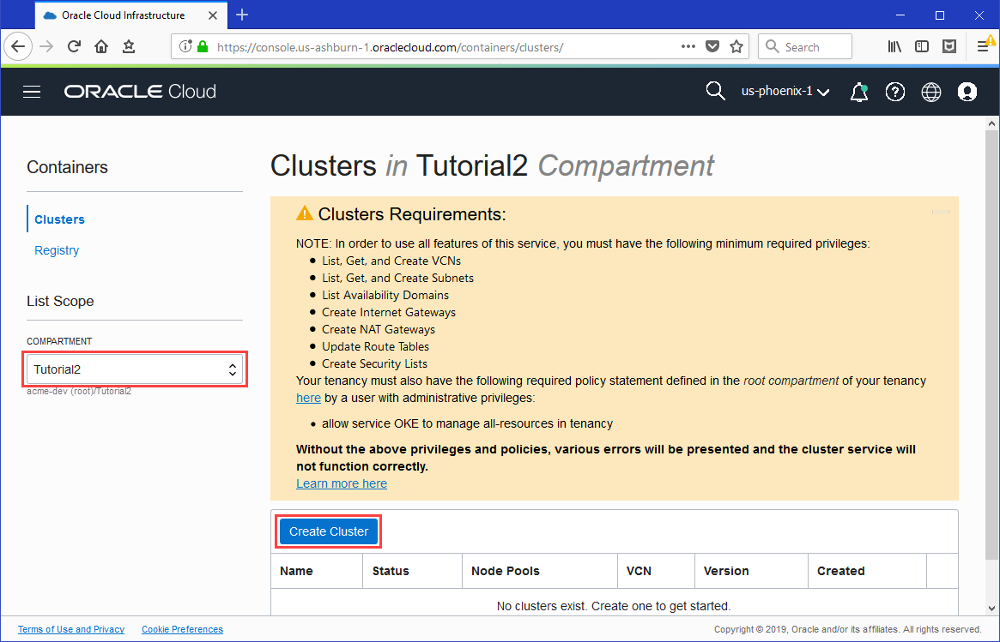 Oracle Cloud Infrastructure
https://console.us-ashburn-1.oraclecloud.com/containers/clusters/
Search
ORACLE Cloud
us-phoenix-1
Containers
Clusters
Registry
List Scope
COMPARTMENT
Tutorial2
acme-dev (root)/Tutorial2
Clusters in Tutorial2 Compartment
Clusters Requirements:
NOTE: In order to use all features of this service, you must have the following minimum required privileges:
• List, Get, and Create VCNs
• List, Get, and Create Subnets
• List Availability Domains
• Create Internet Gateways
• Create NAT Gateways
• Update Route Tables
• Create Security Lists
Your tenancy must also have the following required policy statement defined in the root compartment of your tenancy
here by a user with administrative privileges:
• allow service OKE to manage all-resources in tenancy
Without the above privileges and policies, various errors will be presented and the cluster service will
not function correctly.
Learn more here
Create Cluster
Name Status Node Pools VCN Version Created
No clusters exist. Create one to get started.
Terms of Use and Privacy Cookie Preferences Copyright © 2019, Oracle and/or its affiliates. All rights reserved.